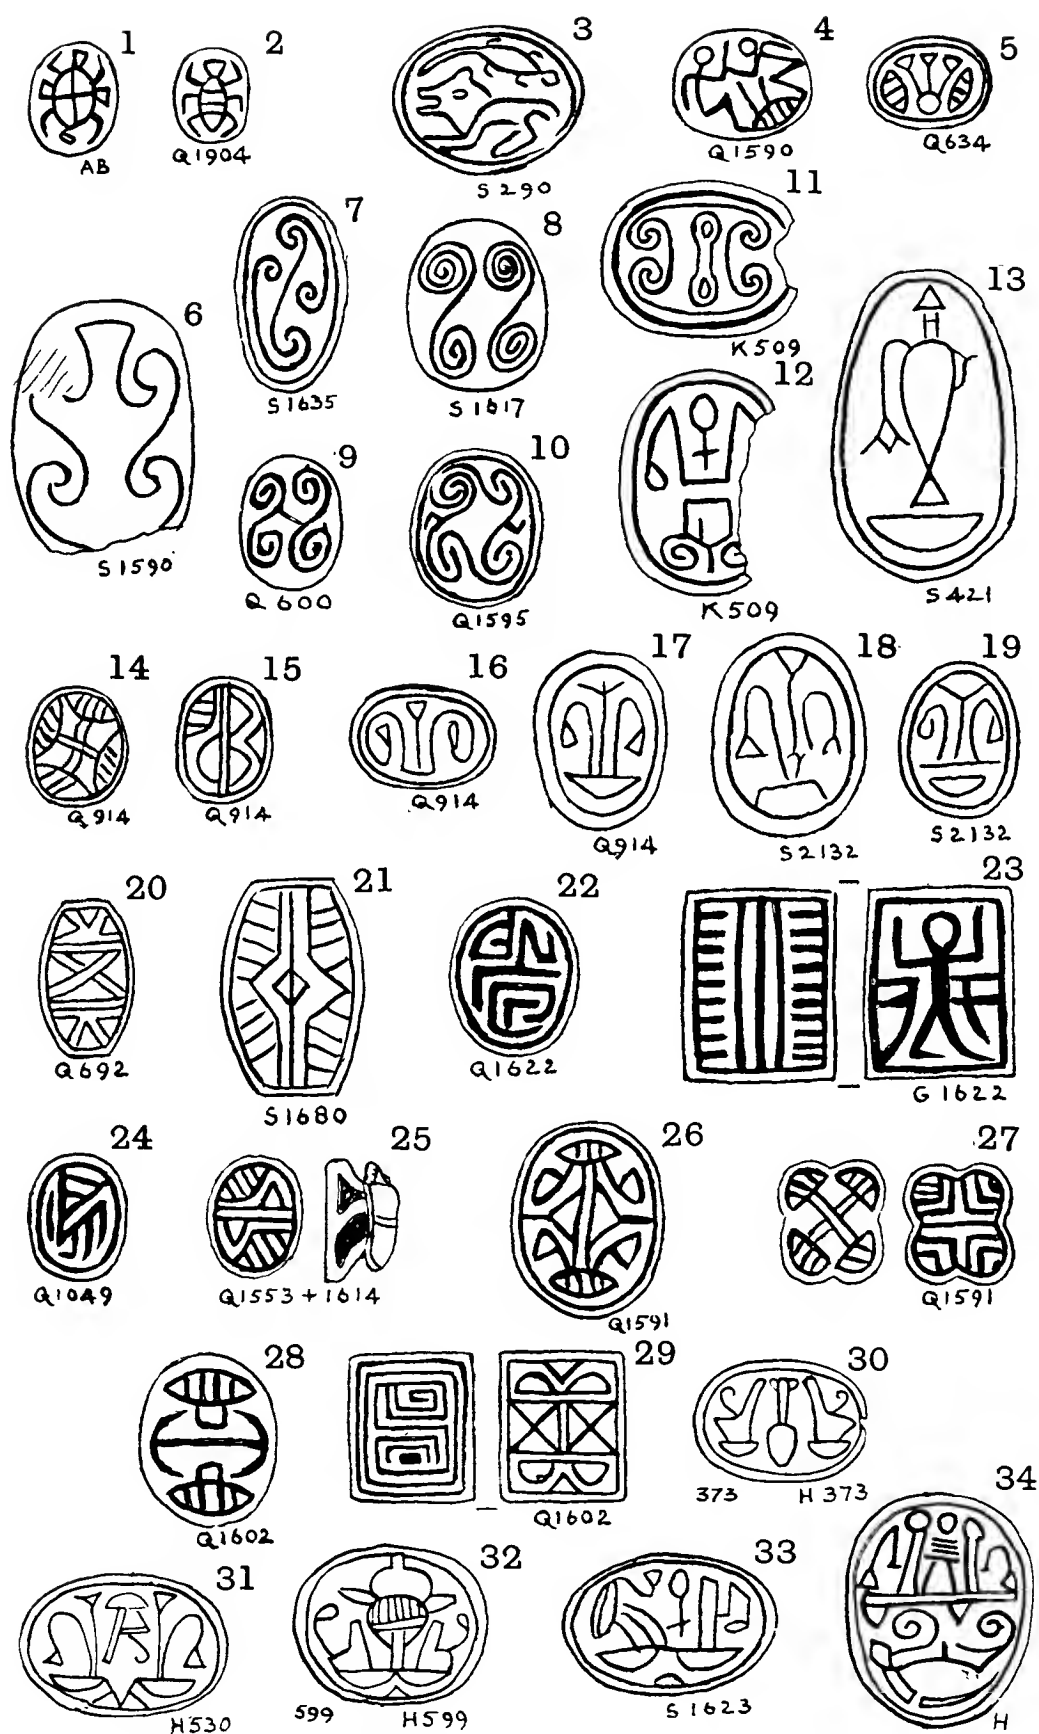 1 2 3 4 5
AB Q1904 S290 Q1590 Q634
6 7 8 11 13
S1590 S1635 S1617 K509
9 10 12
Q600 Q1595 K509 S421
14 15 16 17 18 19
Q914 Q914 Q914 Q914 S2132 S2132
20 21 22 23
Q692 S1680 Q1622 G1622
24 25 26 27
Q1049 Q1553+1614 Q1591 Q1591
28 29 30 34
Q1602 Q1602 373 H373
31 32 33
H530 599 H599 S1623 H